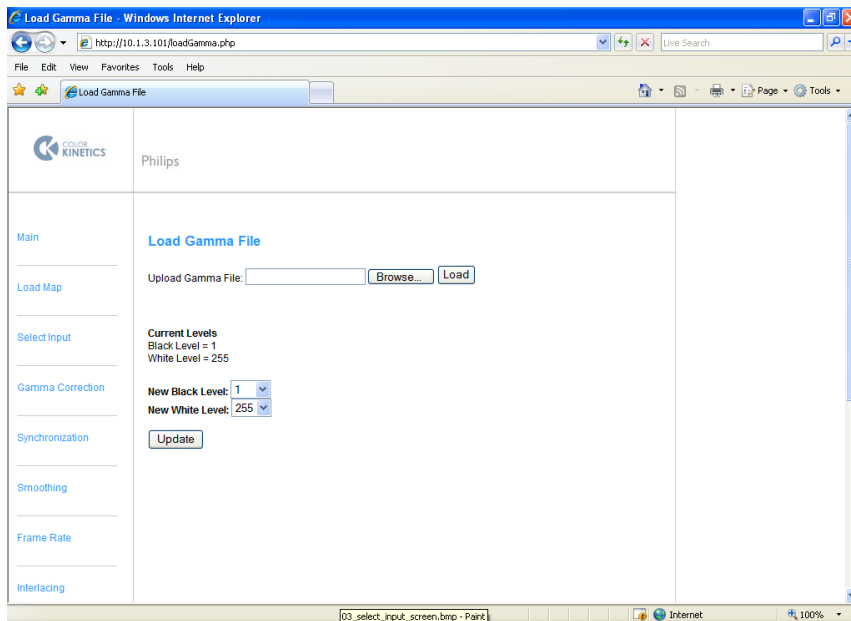 Load Gamma File - Windows Internet Explorer
http://10.1.3.101/loadGamma.php
Live Search
File Edit View Favorites Tools Help
Load Gamma File
Page Tools
COLOR
KINETICS
Philips
Main
Load Map
Select Input
Gamma Correction
Synchronization
Smoothing
Frame Rate
Interlacing
Load Gamma File
Upload Gamma File: Browse... Load
Current Levels
Black Level = 1
White Level = 255
New Black Level: 1
New White Level: 255
Update
03_select_input_screen.bmp - Paint
Internet 100%